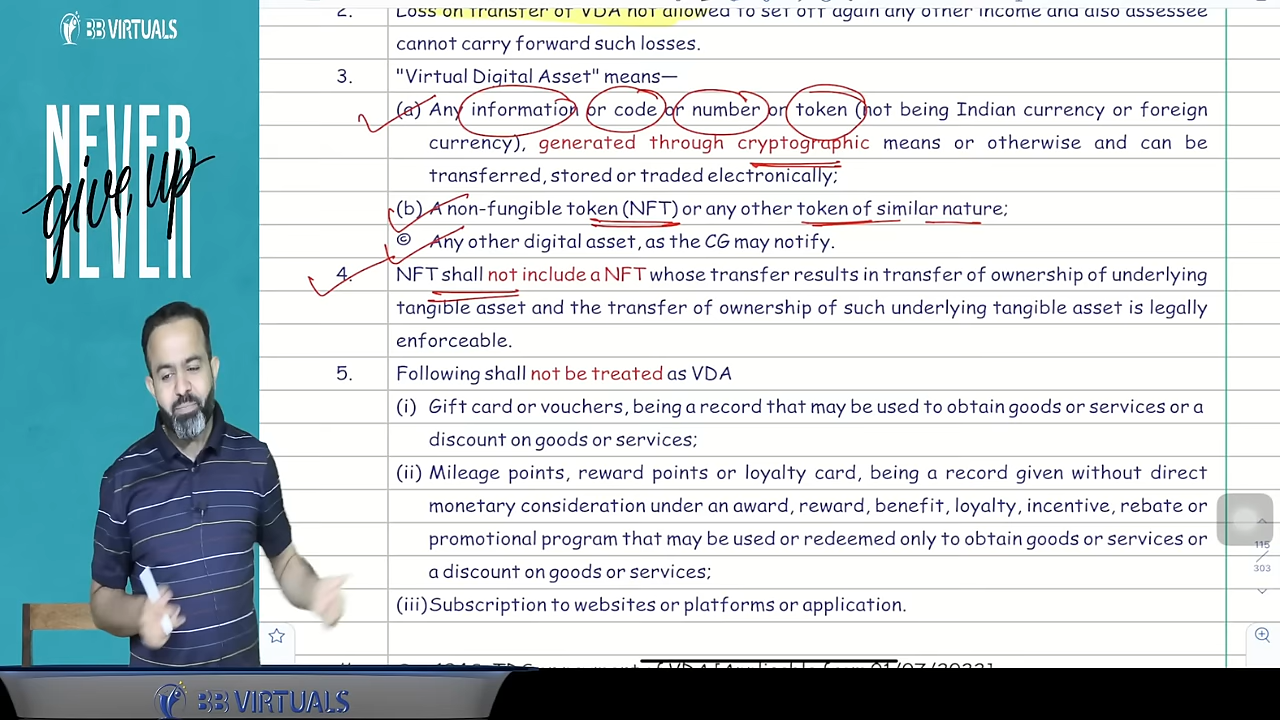 BB VIRTUALS
NEVER
give up
NEVER
2. Loss on transfer of VDA not allowed to set off again any other income and also assessee
cannot carry forward such losses.
3. "Virtual Digital Asset" means—
(a) Any information or code or number or token (not being Indian currency or foreign
currency), generated through cryptographic means or otherwise and can be
transferred, stored or traded electronically;
(b) A non-fungible token (NFT) or any other token of similar nature;
© Any other digital asset, as the CG may notify.
4. NFT shall not include a NFT whose transfer results in transfer of ownership of underlying
tangible asset and the transfer of ownership of such underlying tangible asset is legally
enforceable.
5. Following shall not be treated as VDA
(i) Gift card or vouchers, being a record that may be used to obtain goods or services or a
discount on goods or services;
(ii) Mileage points, reward points or loyalty card, being a record given without direct
monetary consideration under an award, reward, benefit, loyalty, incentive, rebate or
promotional program that may be used or redeemed only to obtain goods or services or
a discount on goods or services;
(iii) Subscription to websites or platforms or application.
115
303
BB VIRTUALS